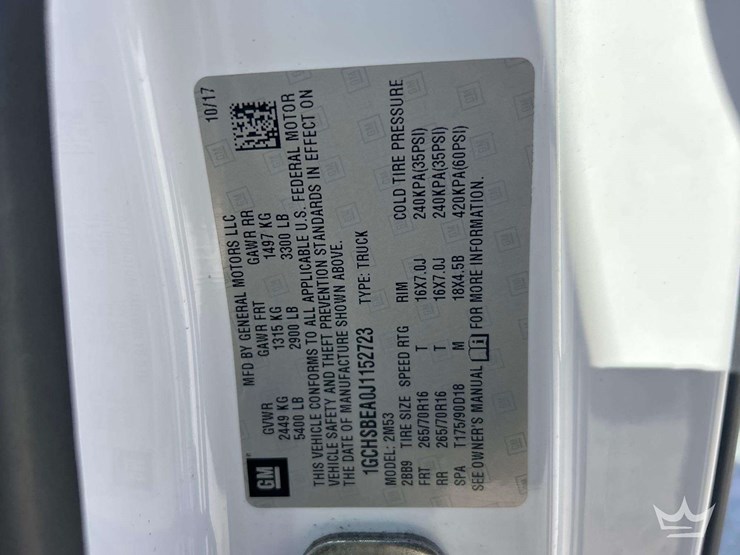 GM
MFD BY GENERAL MOTORS LLC 10/17
GVWR GAWR FRT GAWR RR
2449 KG 1315 KG 1497 KG
5400 LB 2900 LB 3300 LB
THIS VEHICLE CONFORMS TO ALL APPLICABLE U.S. FEDERAL MOTOR
VEHICLE SAFETY AND THEFT PREVENTION STANDARDS IN EFFECT ON
THE DATE OF MANUFACTURE SHOWN ABOVE.
1GCHSBEA0J1152723 TYPE: TRUCK
MODEL: 2M53
2BB9 TIRE SIZE SPEED RTG RIM COLD TIRE PRESSURE
FRT 265/70R16 T 16X7.0J 240KPA(35PSI)
RR 265/70R16 T 16X7.0J 240KPA(35PSI)
SPA T175/90D18 M 18X4.5B 420KPA(60PSI)
SEE OWNER'S MANUAL FOR MORE INFORMATION.